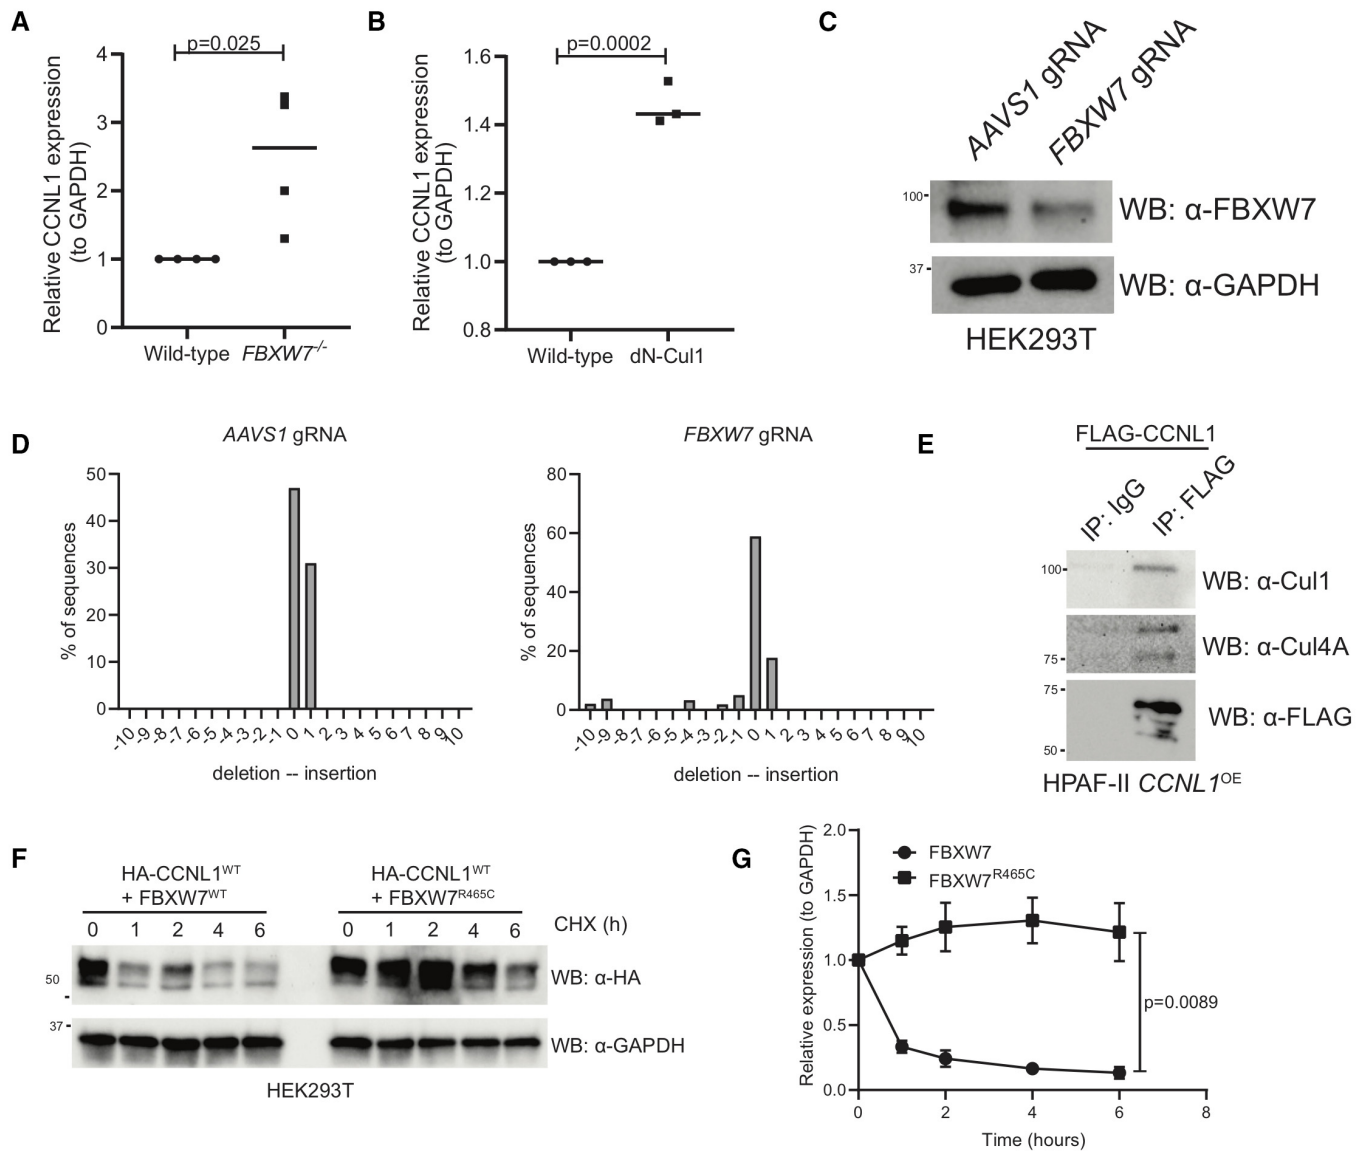 A
Relative CCNL1 expression
(to GAPDH)
p=0.025
4
3
2
1
0
Wild-type FBXW7-/-
B
Relative CCNL1 expression
(to GAPDH)
p=0.0002
1.6
1.4
1.2
1.0
0.8
Wild-type dN-Cul1
C
AAVS1 gRNA
FBXW7 gRNA
100
WB: α-FBXW7
37
WB: α-GAPDH
HEK293T
D
AAVS1 gRNA
% of sequences
50
40
30
20
10
0
-10 -9 -8 -7 -6 -5 -4 -3 -2 -1 0 1 2 3 4 5 6 7 8 9 10
deletion -- insertion
FBXW7 gRNA
% of sequences
80
60
40
20
0
-10 -9 -8 -7 -6 -5 -4 -3 -2 -1 0 1 2 3 4 5 6 7 8 9 10
deletion -- insertion
E
FLAG-CCNL1
IP: IgG
IP: FLAG
100
WB: α-Cul1
75
WB: α-Cul4A
75
50
WB: α-FLAG
HPAF-II CCNL1OE
F
HA-CCNL1WT
+ FBXW7WT
HA-CCNL1WT
+ FBXW7R465C
0 1 2 4 6 0 1 2 4 6 CHX (h)
50
WB: α-HA
37
WB: α-GAPDH
HEK293T
G
Relative expression (to GAPDH)
2.0
1.5
1.0
0.5
0.0
FBXW7
FBXW7R465C
p=0.0089
0 2 4 6 8
Time (hours)